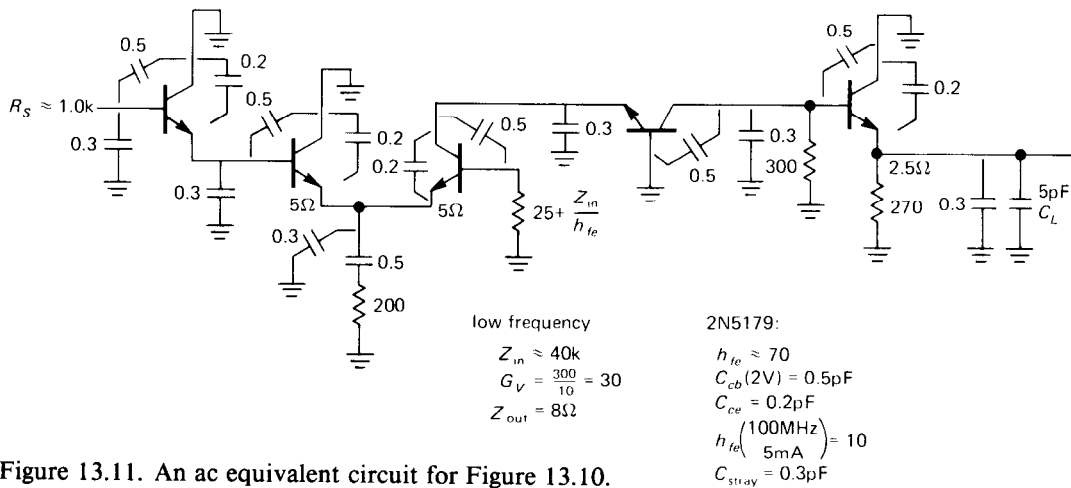 0.5
0.2
R_S ≈ 1.0k
0.3
0.5
0.3
0.2
5Ω
0.3
0.5
200
0.5
0.2
5Ω
25+ Z_in / h_fe
0.3
0.5
0.3
300
0.5
0.2
2.5Ω
270
0.3
5pF
C_L
low frequency
Z_in ≈ 40k
G_V = 300/10 = 30
Z_out = 8Ω
2N5179:
h_fe ≈ 70
C_cb (2V) = 0.5pF
C_ce = 0.2pF
h_fe (100MHz 5mA) = 10
C_stray = 0.3pF
Figure 13.11. An ac equivalent circuit for Figure 13.10.